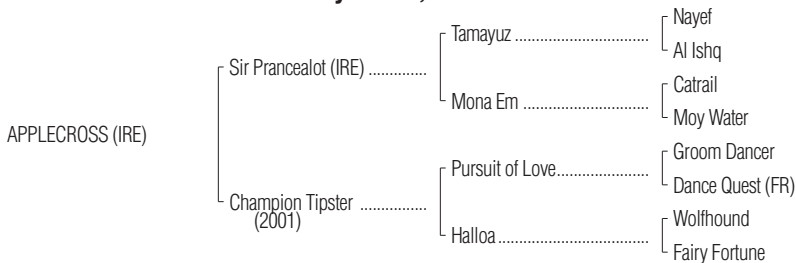 Nayef
Tamayuz ................................
Al Ishq
Sir Prancealot (IRE) ..............
Catrail
Mona Em ................................
Moy Water
APPLECROSS (IRE)
Groom Dancer
Pursuit of Love......................
Dance Quest (FR)
Champion Tipster ................
(2001)
Wolfhound
Halloa....................................
Fairy Fortune